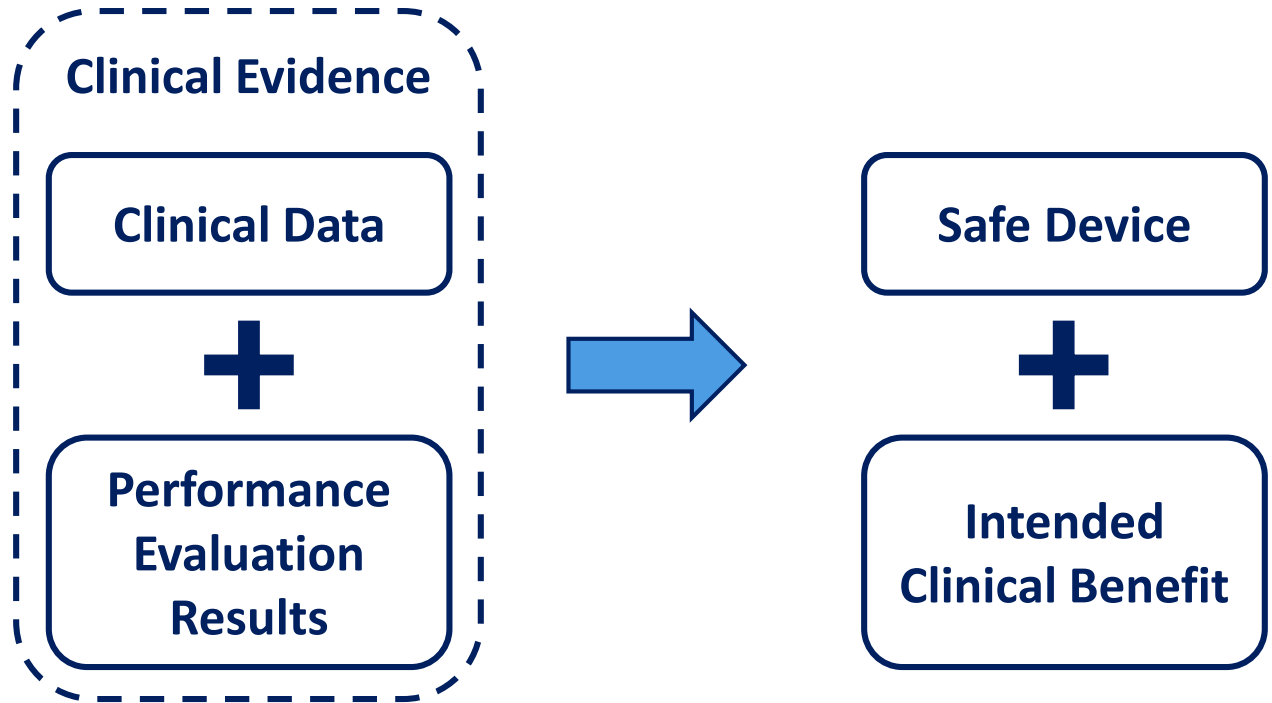 Clinical Evidence
Clinical Data
Performance
Evaluation
Results
Safe Device
Intended
Clinical Benefit